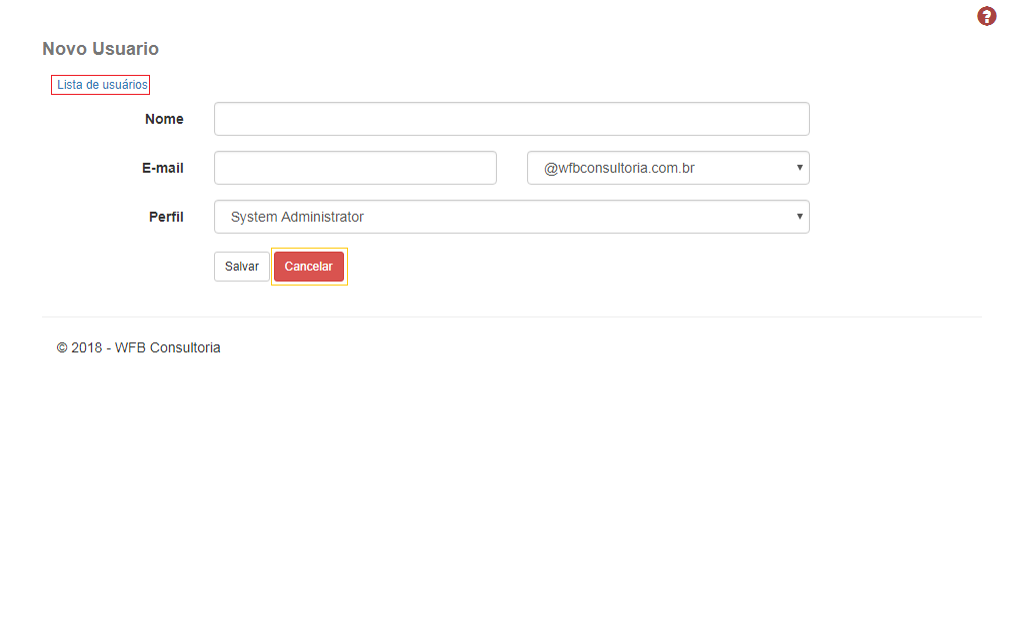 ?
Novo Usuario
Lista de usuários
Nome
E-mail @wfbconsultoria.com.br
Perfil System Administrator
Salvar Cancelar
© 2018 - WFB Consultoria